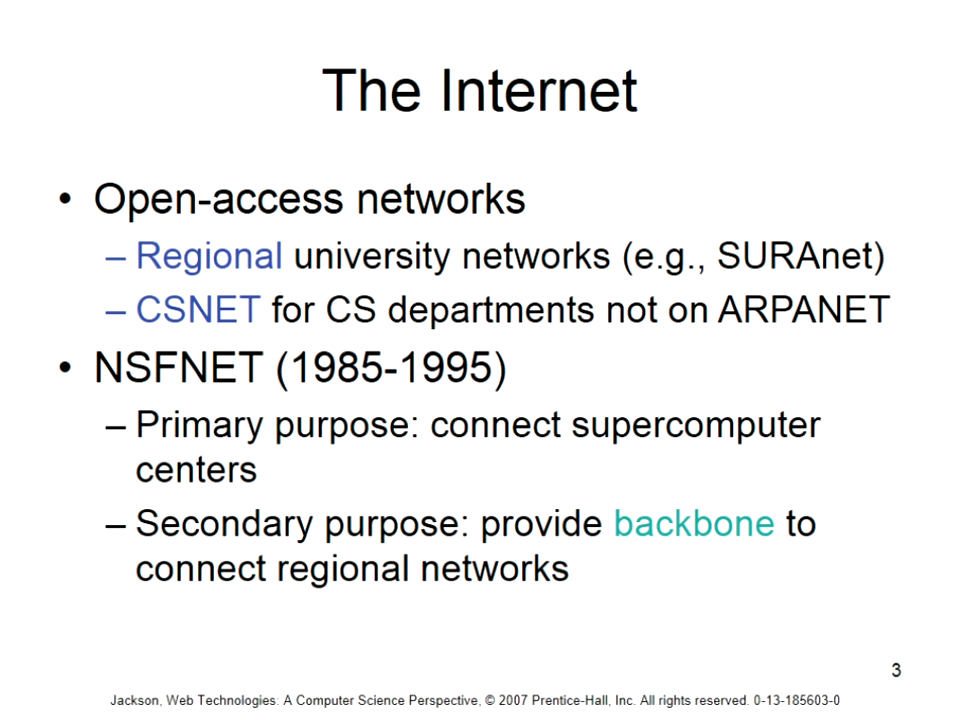 The Internet
• Open-access networks
– Regional university networks (e.g., SURAnet)
– CSNET for CS departments not on ARPANET
• NSFNET (1985-1995)
– Primary purpose: connect supercomputer
centers
– Secondary purpose: provide backbone to
connect regional networks
3
Jackson, Web Technologies: A Computer Science Perspective, © 2007 Prentice-Hall, Inc. All rights reserved. 0-13-185603-0